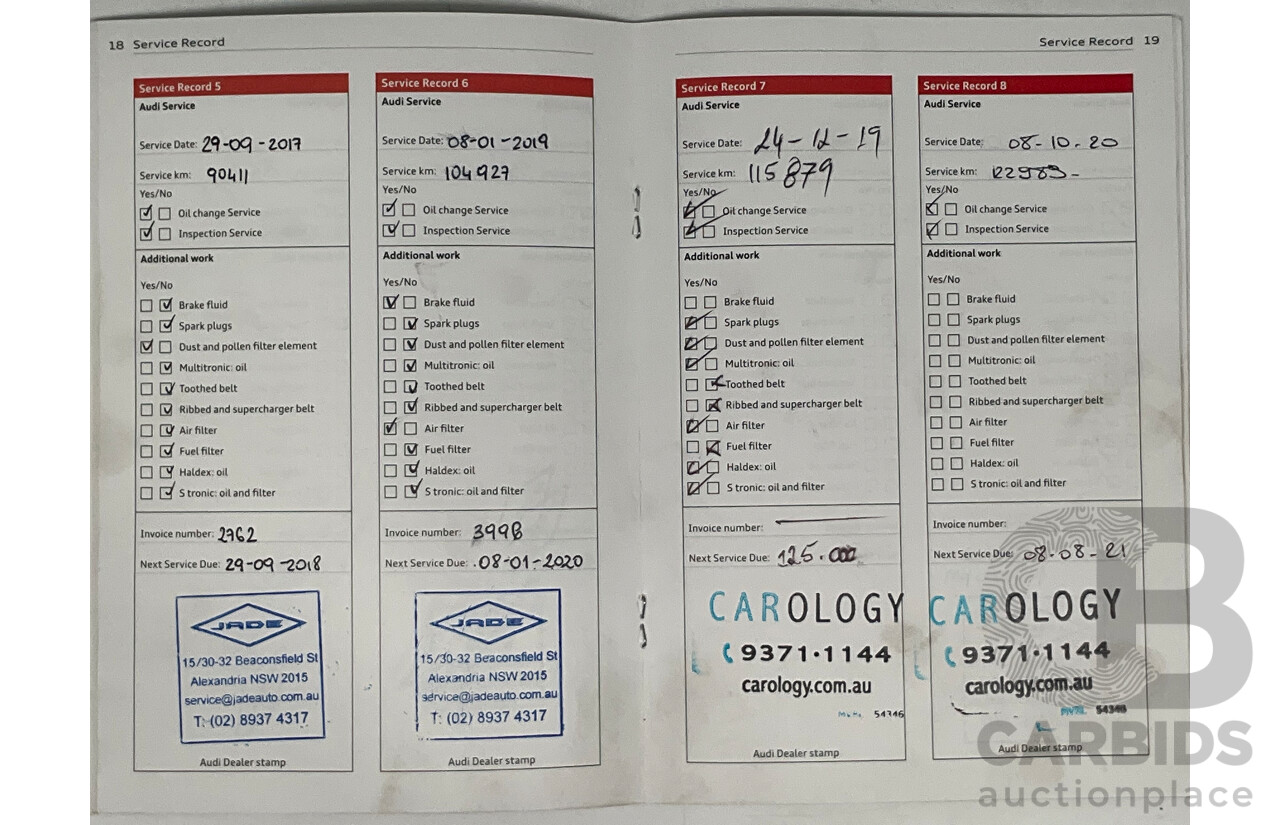 18 Service Record
Service Record 5
Audi Service
Service Date: 29-09-2017
Service km: 90411
Yes/No
Oil change Service
Inspection Service
Additional work
Yes/No
Brake fluid
Spark plugs
Dust and pollen filter element
Multitronic: oil
Toothed belt
Ribbed and supercharger belt
Air filter
Fuel filter
Haldex: oil
S tronic: oil and filter
Invoice number: 2762
Next Service Due: 29-09-2018
JADE
15/30-32 Beaconsfield St
Alexandria NSW 2015
service@jadeauto.com.au
T: (02) 8937 4317
Audi Dealer stamp
Service Record 6
Audi Service
Service Date: 08-01-2019
Service km: 104927
Yes/No
Oil change Service
Inspection Service
Additional work
Yes/No
Brake fluid
Spark plugs
Dust and pollen filter element
Multitronic: oil
Toothed belt
Ribbed and supercharger belt
Air filter
Fuel filter
Haldex: oil
S tronic: oil and filter
Invoice number: 3998
Next Service Due: 08-01-2020
JADE
15/30-32 Beaconsfield St
Alexandria NSW 2015
service@jadeauto.com.au
T: (02) 8937 4317
Audi Dealer stamp
Service Record 19
Service Record 7
Audi Service
Service Date: 24-12-19
Service km: 115879
Yes/No
Oil change Service
Inspection Service
Additional work
Yes/No
Brake fluid
Spark plugs
Dust and pollen filter element
Multitronic: oil
Toothed belt
Ribbed and supercharger belt
Air filter
Fuel filter
Haldex: oil
S tronic: oil and filter
Invoice number:
Next Service Due: 125.000
CAROLOGY
9371·1144
carology.com.au
54746
Audi Dealer stamp
Service Record 8
Audi Service
Service Date: 08-10-20
Service km: 122983-
Yes/No
Oil change Service
Inspection Service
Additional work
Yes/No
Brake fluid
Spark plugs
Dust and pollen filter element
Multitronic: oil
Toothed belt
Ribbed and supercharger belt
Air filter
Fuel filter
Haldex: oil
S tronic: oil and filter
Invoice number:
Next Service Due: 08-08-21
CAROLOGY
9371·1144
carology.com.au
Audi Dealer stamp
CARBIDS
auctionplace